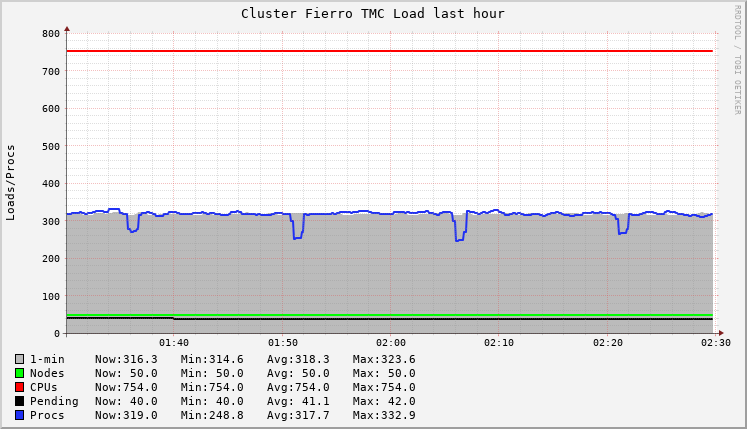 Cluster Fierro TMC Load last hour
RRDTOOL / TOBI OETIKER
Loads/Procs
800
700
600
500
400
300
200
100
0
01:40 01:50 02:00 02:10 02:20 02:30
1-min Now:316.3 Min:314.6 Avg:318.3 Max:323.6
Nodes Now: 50.0 Min: 50.0 Avg: 50.0 Max: 50.0
CPUs Now:754.0 Min:754.0 Avg:754.0 Max:754.0
Pending Now: 40.0 Min: 40.0 Avg: 41.1 Max: 42.0
Procs Now:319.0 Min:248.8 Avg:317.7 Max:332.9